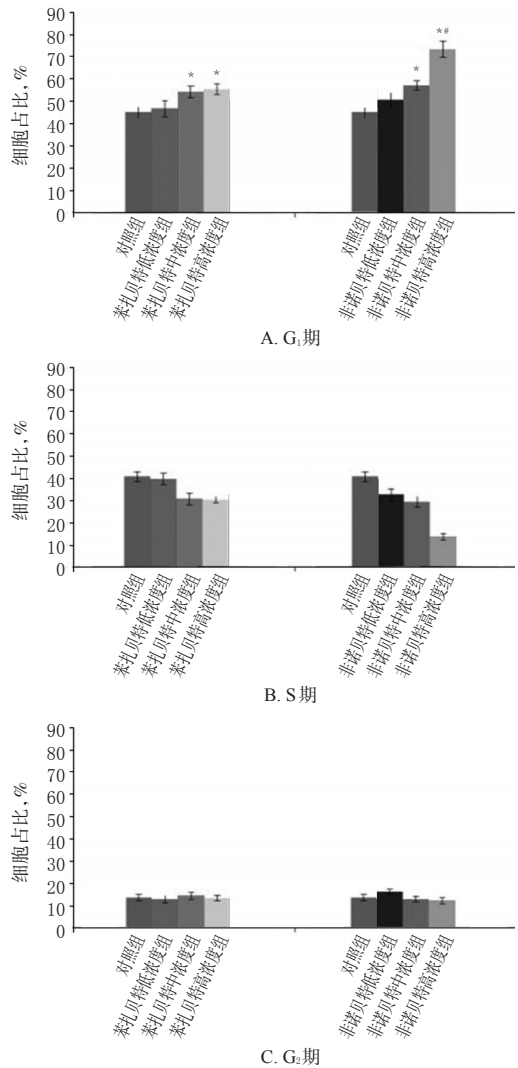 细胞占比,%
90
80
70
60
50
40
30
20
10
0
*
*
*
*#
对照组
苯扎贝特低浓度组
苯扎贝特中浓度组
苯扎贝特高浓度组
对照组
非诺贝特低浓度组
非诺贝特中浓度组
非诺贝特高浓度组
A. G₁期
细胞占比,%
90
80
70
60
50
40
30
20
10
0
对照组
苯扎贝特低浓度组
苯扎贝特中浓度组
苯扎贝特高浓度组
对照组
非诺贝特低浓度组
非诺贝特中浓度组
非诺贝特高浓度组
B. S期
细胞占比,%
90
80
70
60
50
40
30
20
10
0
对照组
苯扎贝特低浓度组
苯扎贝特中浓度组
苯扎贝特高浓度组
对照组
非诺贝特低浓度组
非诺贝特中浓度组
非诺贝特高浓度组
C. G₂期